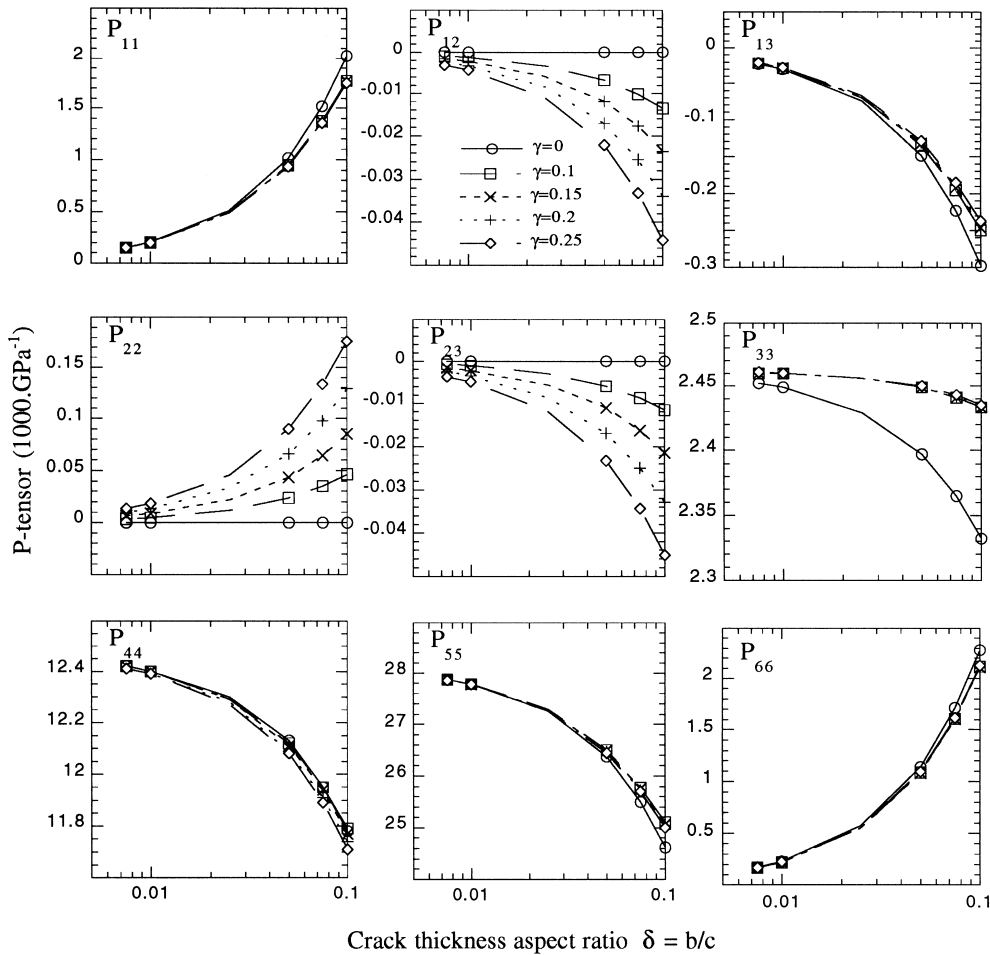 P11
2
1.5
1
0.5
0
P12
0
-0.01
-0.02
-0.03
-0.04
γ=0
γ=0.1
γ=0.15
γ=0.2
γ=0.25
P13
0
-0.1
-0.2
-0.3
P-tensor (1000.GPa-1)
P22
0.15
0.1
0.05
0
P23
0
-0.01
-0.02
-0.03
-0.04
P33
2.5
2.45
2.4
2.35
2.3
P44
12.4
12.2
12
11.8
0.01 0.1
P55
28
27
26
25
0.01 0.1
P66
2
1.5
1
0.5
0.01 0.1
Crack thickness aspect ratio δ = b/c